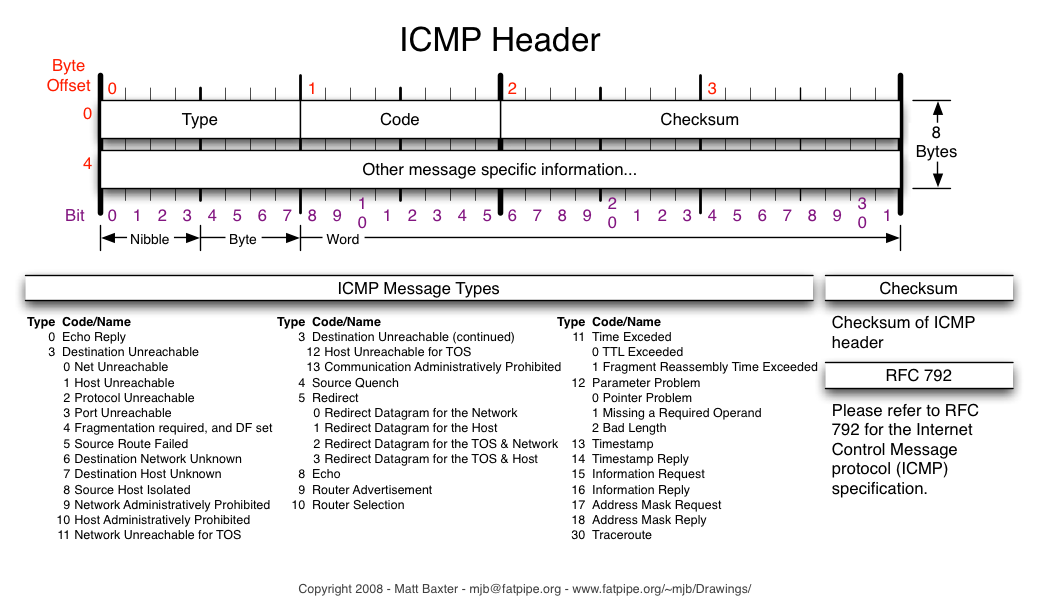 ICMP Header
Byte
Offset
0 1 2 3
0 Type Code Checksum
8
Bytes
4 Other message specific information...
Bit 0 1 2 3 4 5 6 7 8 9 10 1 2 3 4 5 6 7 8 9 20 1 2 3 4 5 6 7 8 9 30 1
Nibble Byte Word
ICMP Message Types
Type Code/Name
0 Echo Reply
3 Destination Unreachable
0 Net Unreachable
1 Host Unreachable
2 Protocol Unreachable
3 Port Unreachable
4 Fragmentation required, and DF set
5 Source Route Failed
6 Destination Network Unknown
7 Destination Host Unknown
8 Source Host Isolated
9 Network Administratively Prohibited
10 Host Administratively Prohibited
11 Network Unreachable for TOS
Type Code/Name
3 Destination Unreachable (continued)
12 Host Unreachable for TOS
13 Communication Administratively Prohibited
4 Source Quench
5 Redirect
0 Redirect Datagram for the Network
1 Redirect Datagram for the Host
2 Redirect Datagram for the TOS & Network
3 Redirect Datagram for the TOS & Host
8 Echo
9 Router Advertisement
10 Router Selection
Type Code/Name
11 Time Exceded
0 TTL Exceeded
1 Fragment Reassembly Time Exceeded
12 Parameter Problem
0 Pointer Problem
1 Missing a Required Operand
2 Bad Length
13 Timestamp
14 Timestamp Reply
15 Information Request
16 Information Reply
17 Address Mask Request
18 Address Mask Reply
30 Traceroute
Checksum
Checksum of ICMP
header
RFC 792
Please refer to RFC
792 for the Internet
Control Message
protocol (ICMP)
specification.
Copyright 2008 - Matt Baxter - mjb@fatpipe.org - www.fatpipe.org/~mjb/Drawings/